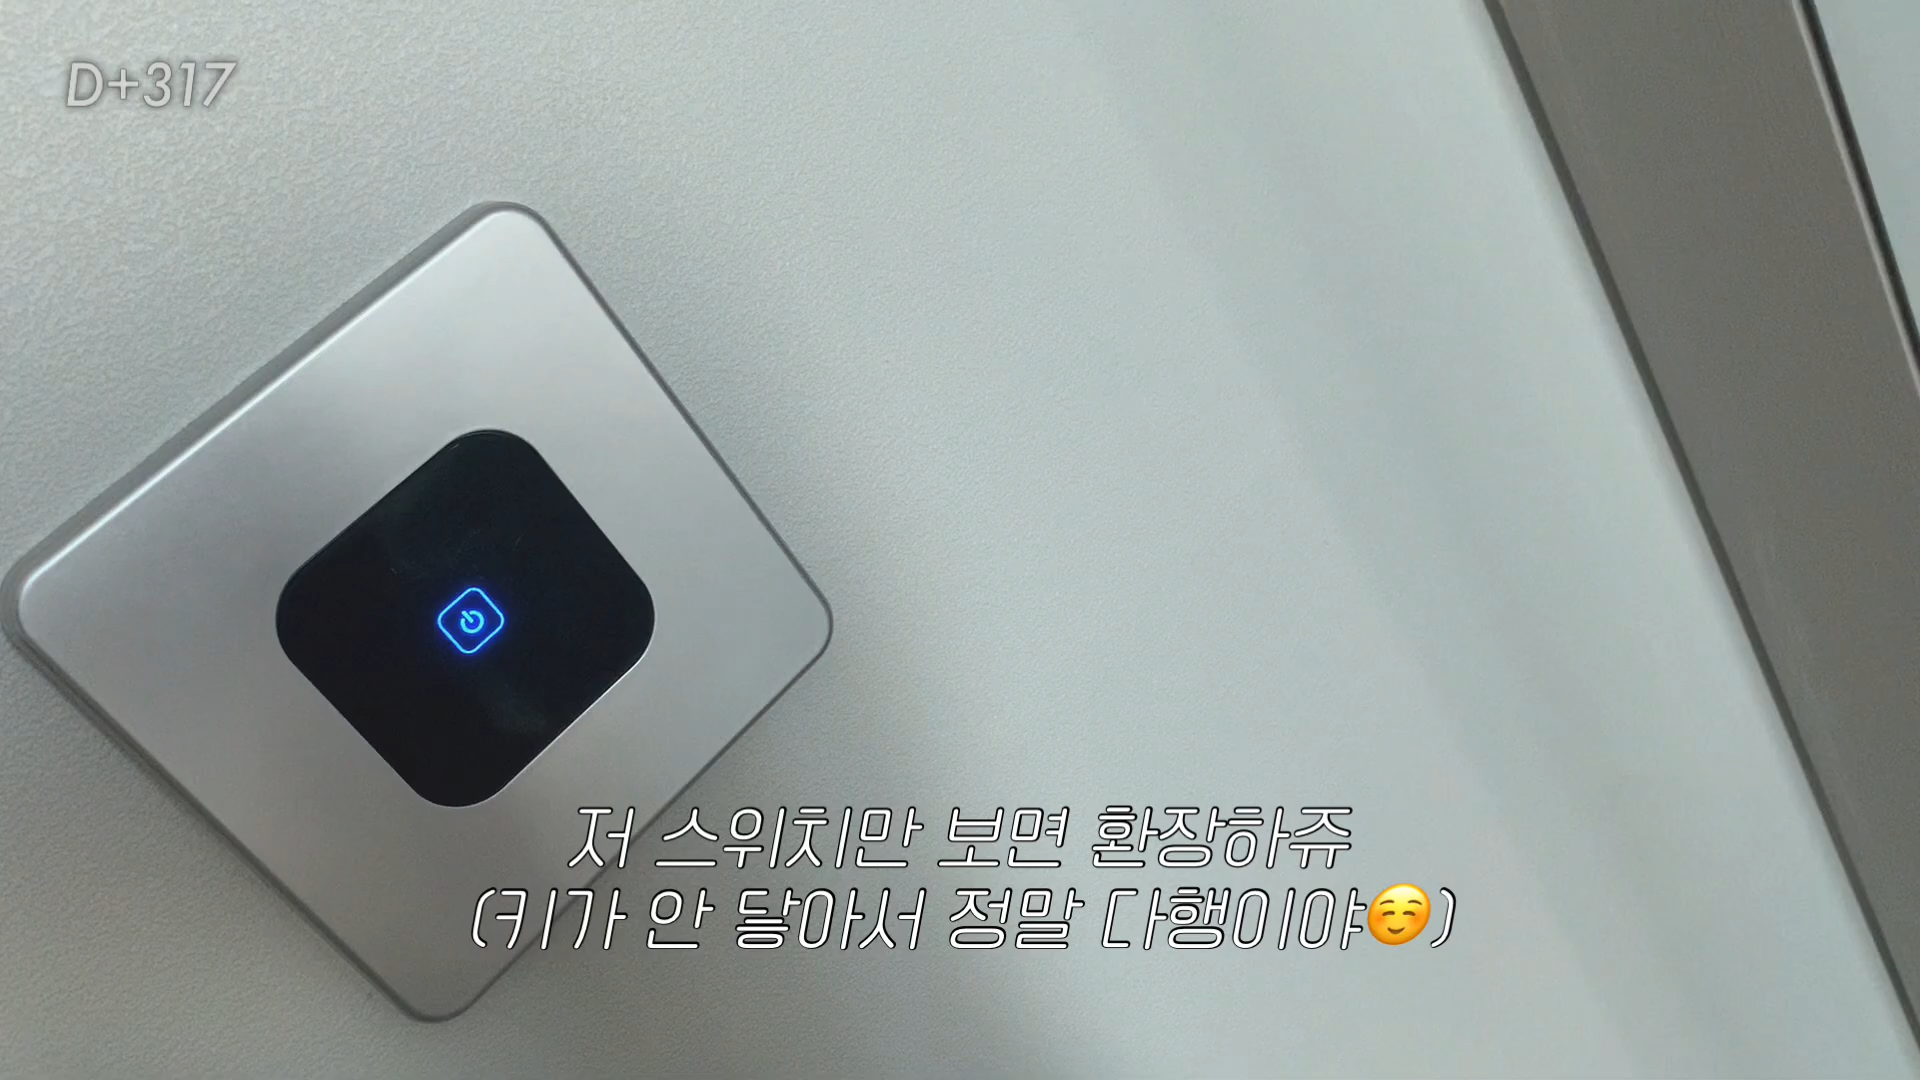 D+317
저 스위치만 보면 환장하쥬
(키가 안 닿아서 정말 다행이야☺️)